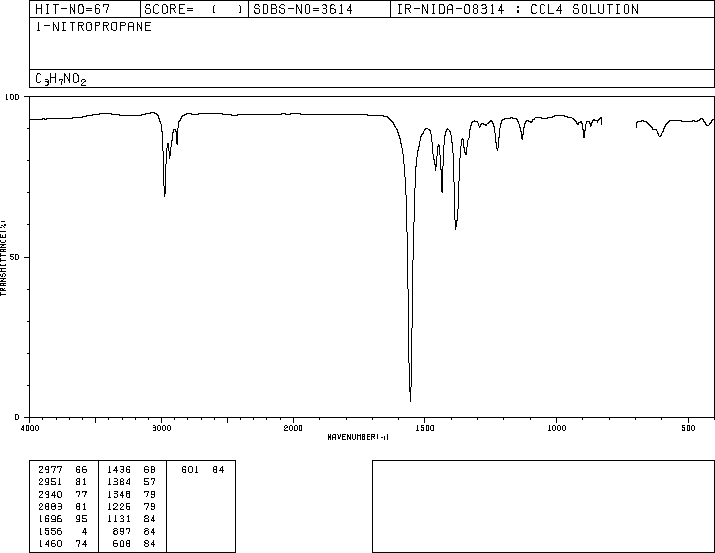 HIT-NO=67 SCORE= ( ) SDBS-NO=3614 IR-NIDA-08314 : CCL4 SOLUTION
1-NITROPROPANE
C3H7NO2
100
50
0
TRANSMITTANCE(%)
4000 3000 2000 1500 1000 500
WAVENUMBER(-1)
2977 66 1436 68 601 84
2951 81 1384 57
2940 77 1348 79
2883 81 1226 79
1696 95 1131 84
1556 4 897 84
1460 74 608 84